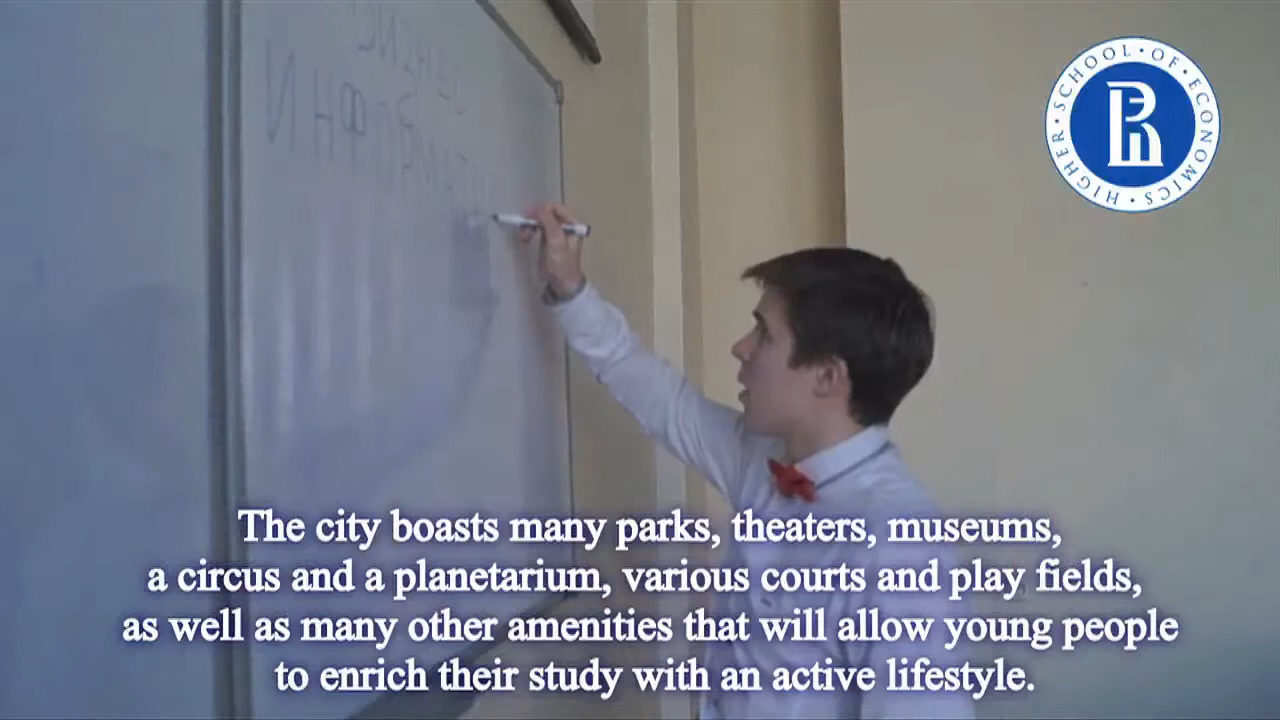 HIGHER · SCHOOL · OF · ECONOMICS ·
The city boasts many parks, theaters, museums,
a circus and a planetarium, various courts and play fields,
as well as many other amenities that will allow young people
to enrich their study with an active lifestyle.